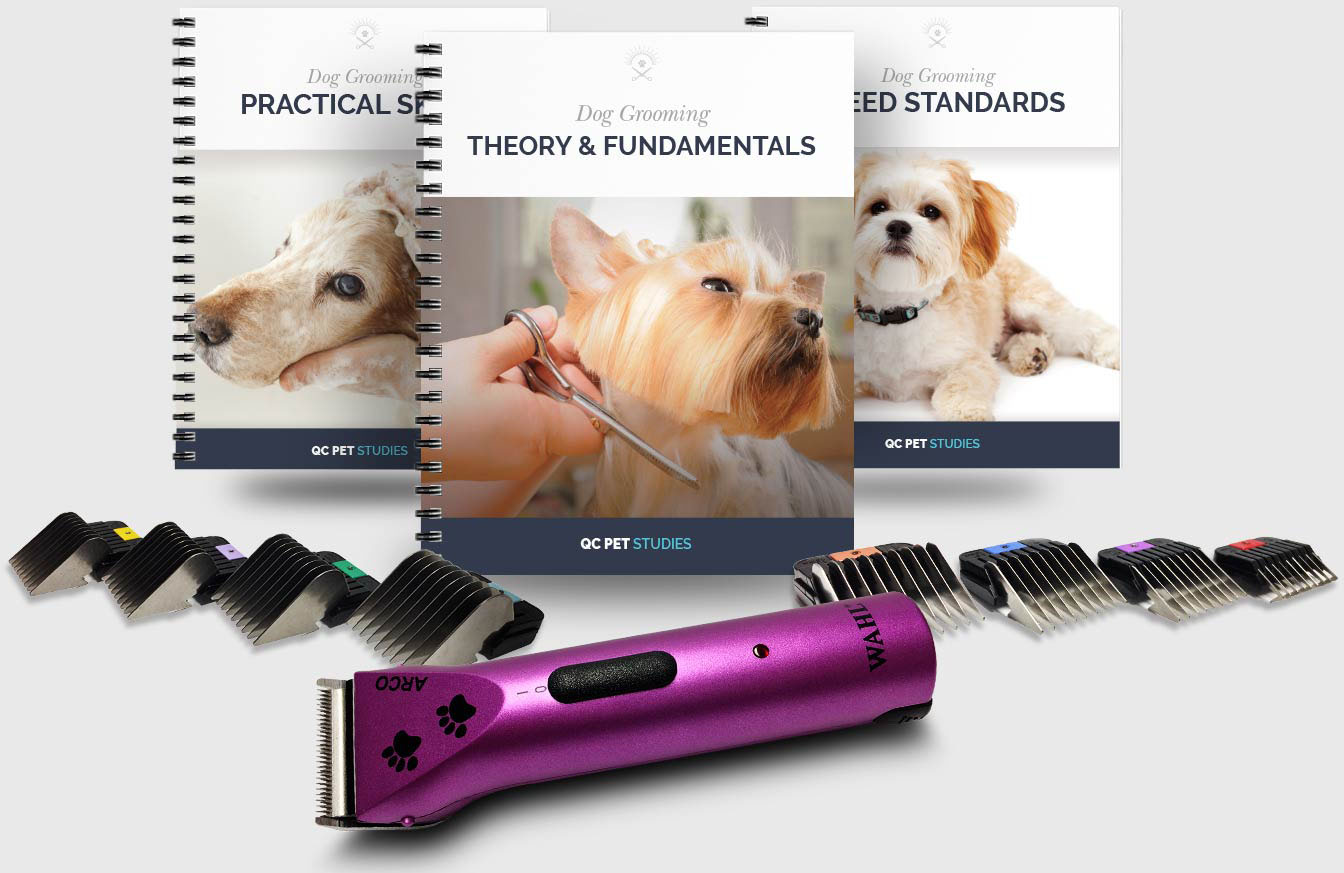 Dog Grooming
PRACTICAL SK
QC PET STUDIES
Dog Grooming
THEORY & FUNDAMENTALS
QC PET STUDIES
Dog Grooming
EED STANDARDS
QC PET STUDIES
ARCO
I O
WAHL